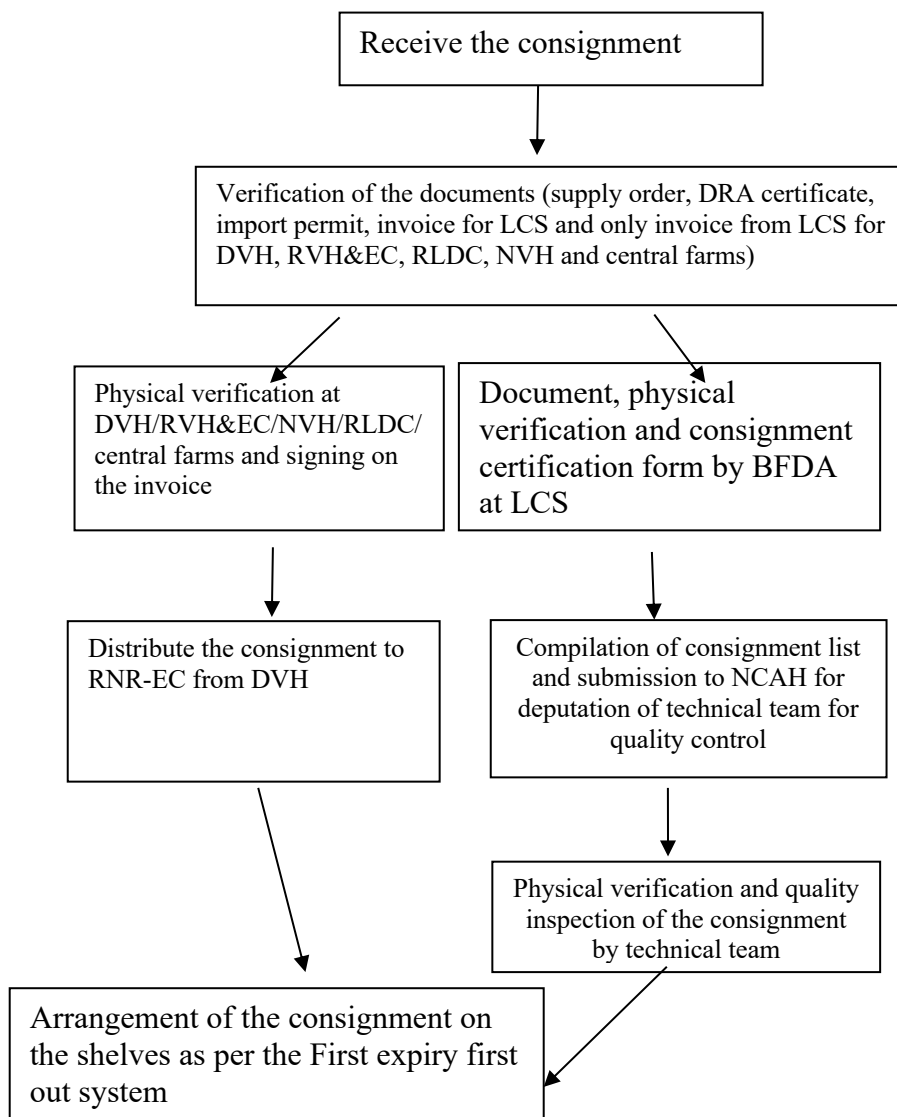 Receive the consignment
Verification of the documents (supply order, DRA certificate,
import permit, invoice for LCS and only invoice from LCS for
DVH, RVH&EC, RLDC, NVH and central farms)
Physical verification at
DVH/RVH&EC/NVH/RLDC/
central farms and signing on
the invoice
Document, physical
verification and consignment
certification form by BFDA
at LCS
Distribute the consignment to
RNR-EC from DVH
Compilation of consignment list
and submission to NCAH for
deputation of technical team for
quality control
Physical verification and quality
inspection of the consignment
by technical team
Arrangement of the consignment on
the shelves as per the First expiry first
out system